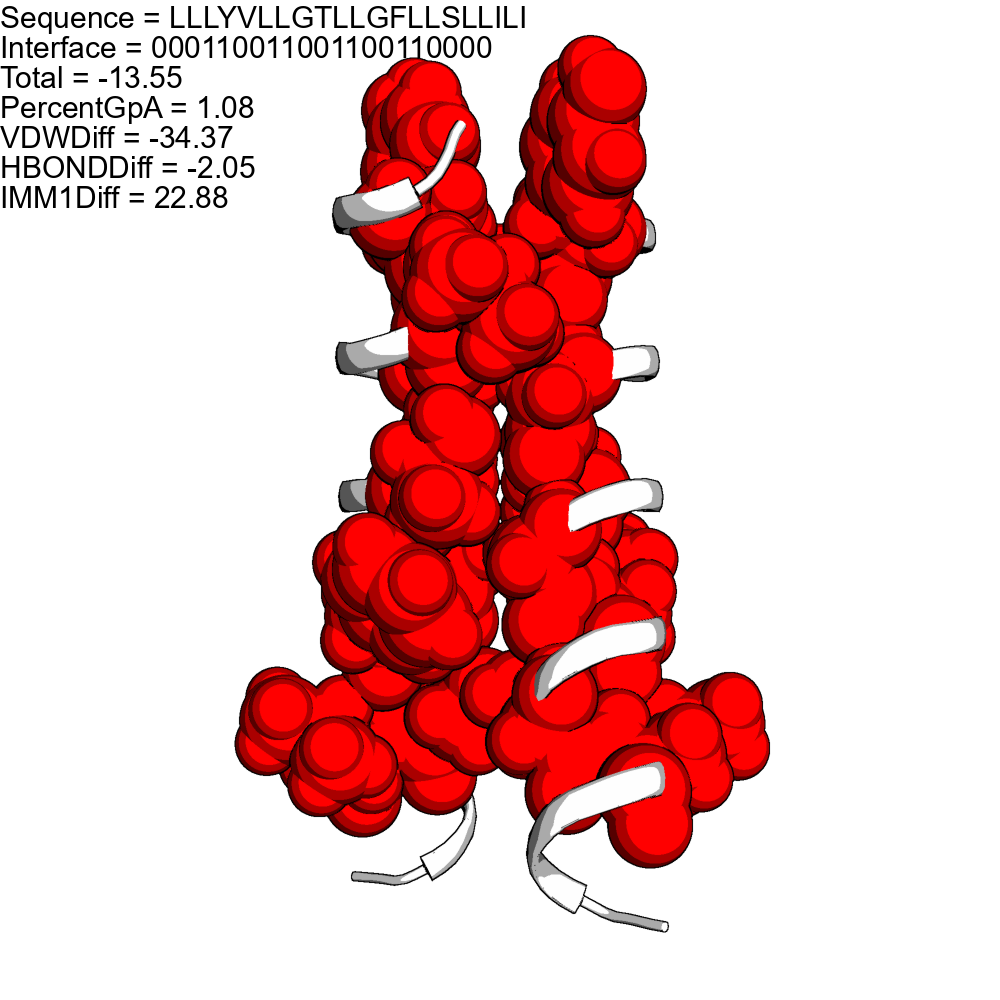 Sequence = LLLYVLLGTLLGFLLSLLILI
Interface = 000110011001100110000
Total = -13.55
PercentGpA = 1.08
VDWDiff = -34.37
HBONDDiff = -2.05
IMM1Diff = 22.88